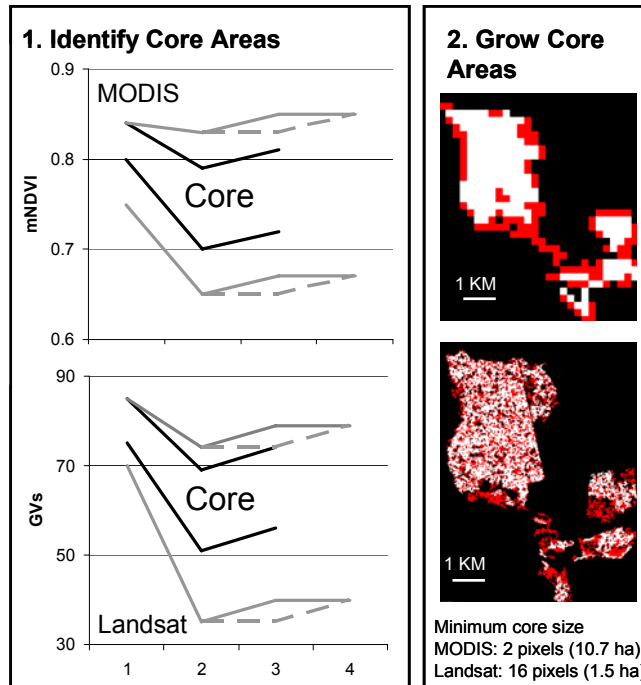 1. Identify Core Areas
0.9
MODIS
0.8
mNDVI
Core
0.7
0.6
90
70
GVs
Core
50
Landsat
30
1 2 3 4
2. Grow Core
Areas
1 KM
1 KM
Minimum core size
MODIS: 2 pixels (10.7 ha)
Landsat: 16 pixels (1.5 ha)